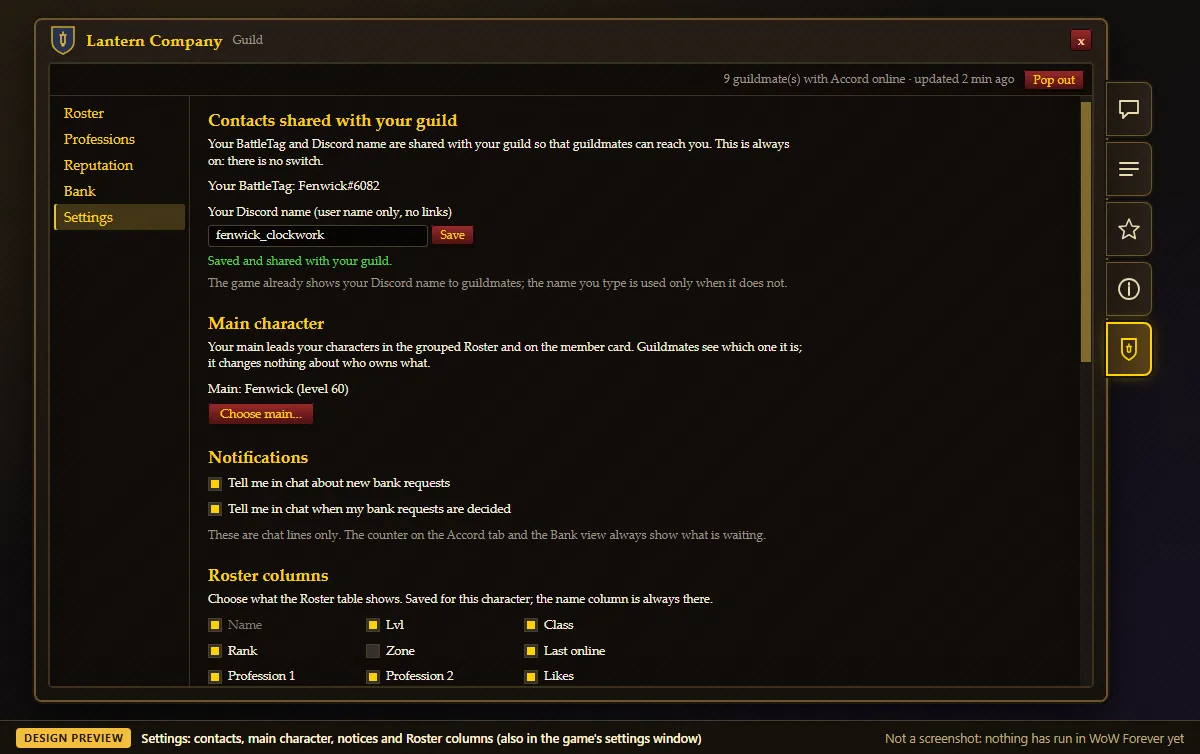 Lantern Company Guild
x
9 guildmate(s) with Accord online · updated 2 min ago Pop out
Roster
Professions
Reputation
Bank
Settings
Contacts shared with your guild
Your BattleTag and Discord name are shared with your guild so that guildmates can reach you. This is always
on: there is no switch.
Your BattleTag: Fenwick#6082
Your Discord name (user name only, no links)
fenwick_clockwork Save
Saved and shared with your guild.
The game already shows your Discord name to guildmates; the name you type is used only when it does not.
Main character
Your main leads your characters in the grouped Roster and on the member card. Guildmates see which one it is;
it changes nothing about who owns what.
Main: Fenwick (level 60)
Choose main...
Notifications
Tell me in chat about new bank requests
Tell me in chat when my bank requests are decided
These are chat lines only. The counter on the Accord tab and the Bank view always show what is waiting.
Roster columns
Choose what the Roster table shows. Saved for this character; the name column is always there.
Name Lvl Class
Rank Zone Last online
Profession 1 Profession 2 Likes
DESIGN PREVIEW Settings: contacts, main character, notices and Roster columns (also in the game's settings window) Not a screenshot: nothing has run in WoW Forever yet